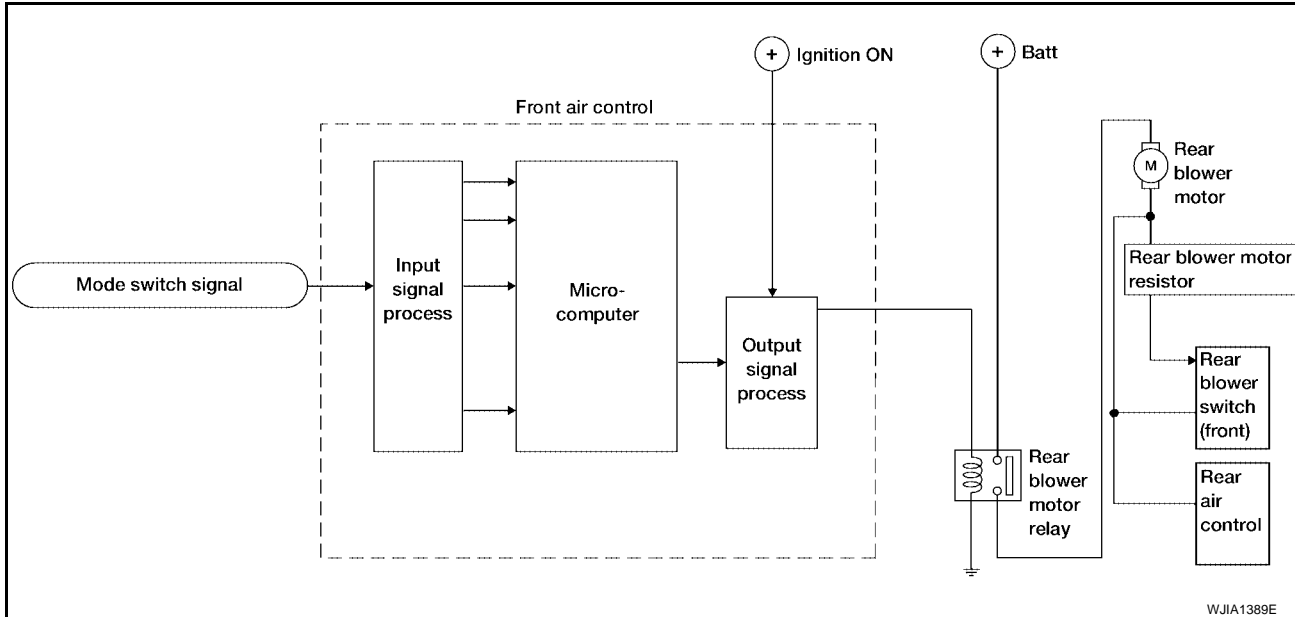 + Ignition ON
+ Batt
Front air control
Mode switch signal
Input
signal
process
Micro-
computer
Output
signal
process
M
Rear
blower
motor
Rear blower motor
resistor
Rear
blower
switch
(front)
Rear
blower
motor
relay
Rear
air
control
WJIA1389E